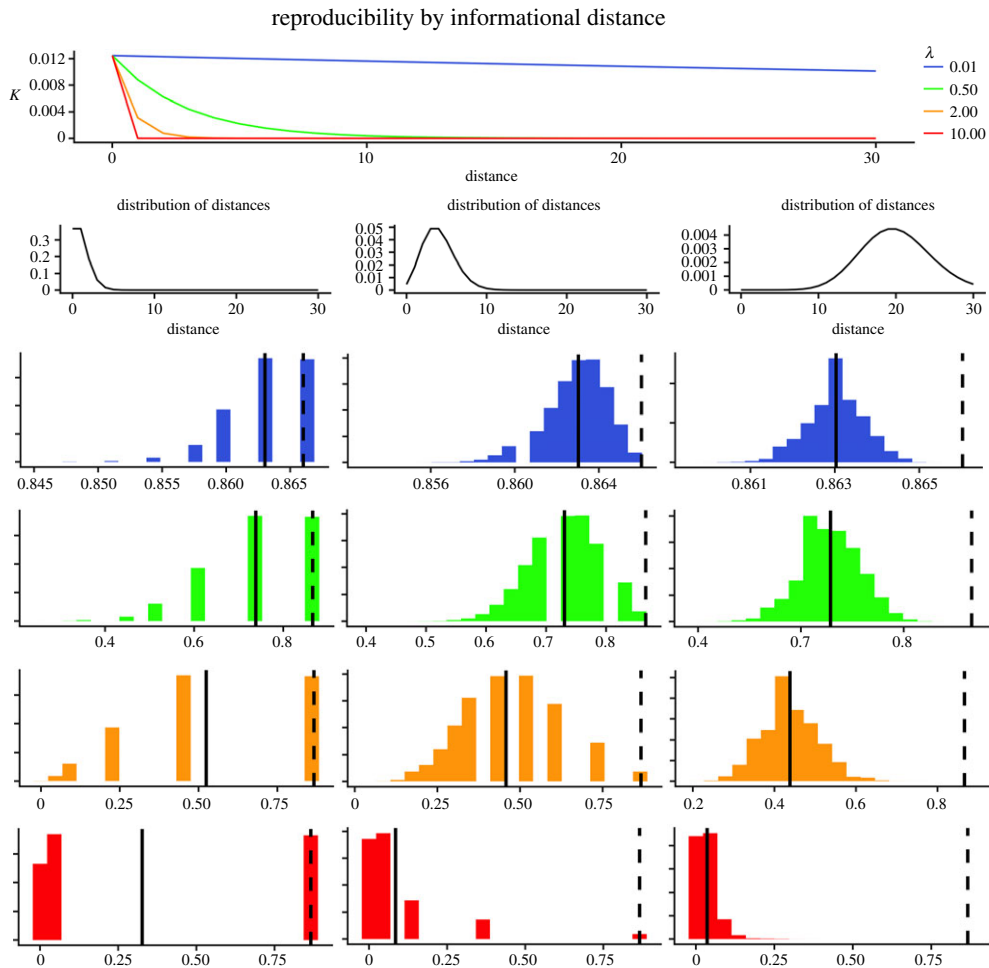 reproducibility by informational distance
λ
0.012
0.01
0.008
0.50
K
0.004
2.00
0
10.00
0 10 20 30
distance
distribution of distances distribution of distances distribution of distances
0.3
0.2
0.1
0
0.05
0.04
0.03
0.02
0.01
0
0.004
0.003
0.002
0.001
0
0 10 20 30 0 10 20 30 0 10 20 30
distance distance distance
0.845 0.850 0.855 0.860 0.865 0.856 0.860 0.864 0.861 0.863 0.865
0.4 0.6 0.8 0.4 0.5 0.6 0.7 0.8 0.4 0.7 0.8
0 0.25 0.50 0.75 0 0.25 0.50 0.75 0.2 0.4 0.6 0.8
0 0.25 0.50 0.75 0 0.25 0.50 0.75 0 0.25 0.50 0.75